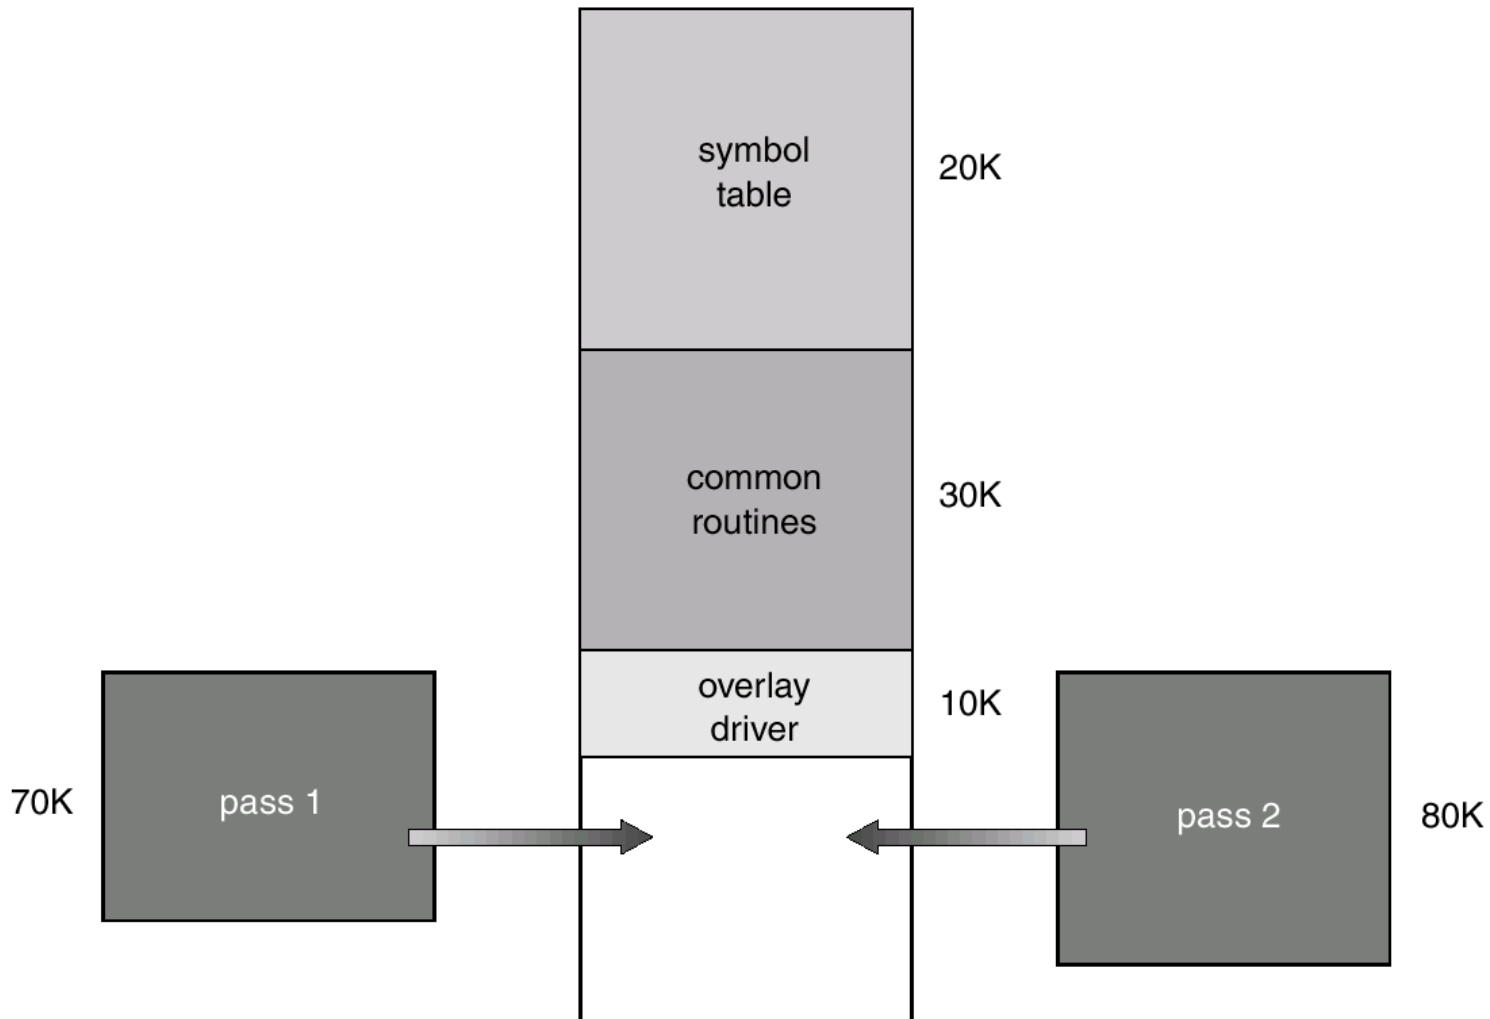 symbol
table
20K
common
routines
30K
overlay
driver
10K
70K
pass 1
pass 2
80K